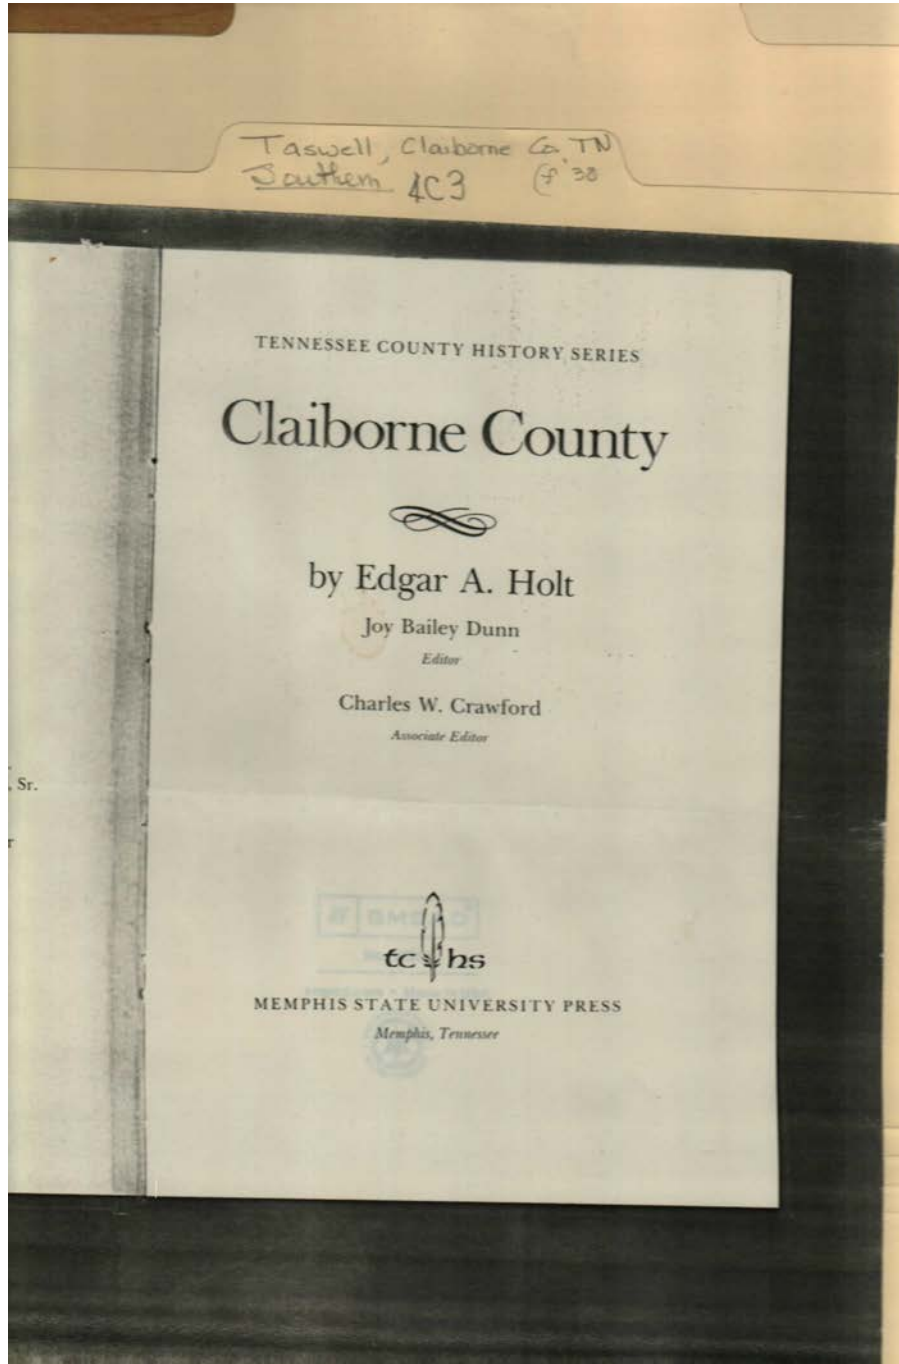 Taswell, Claiborne Co. TN
Southern 4C3 (f '38
TENNESSEE COUNTY HISTORY SERIES
Claiborne County
by Edgar A. Holt
Joy Bailey Dunn
Editor
Charles W. Crawford
Associate Editor
, Sr.
r
tc hs
MEMPHIS STATE UNIVERSITY PRESS
Memphis, Tennessee